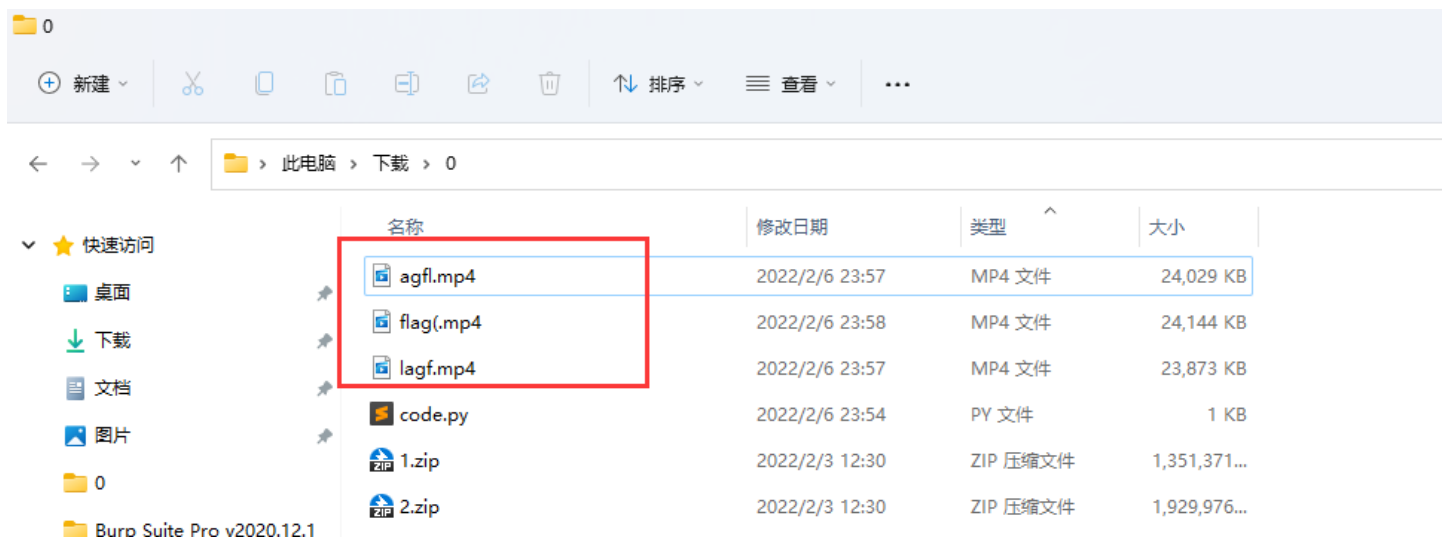 0
新建 排序 查看 ...
此电脑 > 下载 > 0
名称 修改日期 类型 大小
快速访问
桌面
下载
文档
图片
0
Burp Suite Pro v2020.12.1
agfl.mp4 2022/2/6 23:57 MP4 文件 24,029 KB
flag(.mp4 2022/2/6 23:58 MP4 文件 24,144 KB
lagf.mp4 2022/2/6 23:57 MP4 文件 23,873 KB
code.py 2022/2/6 23:54 PY 文件 1 KB
ZIP 1.zip 2022/2/3 12:30 ZIP 压缩文件 1,351,371...
ZIP 2.zip 2022/2/3 12:30 ZIP 压缩文件 1,929,976...